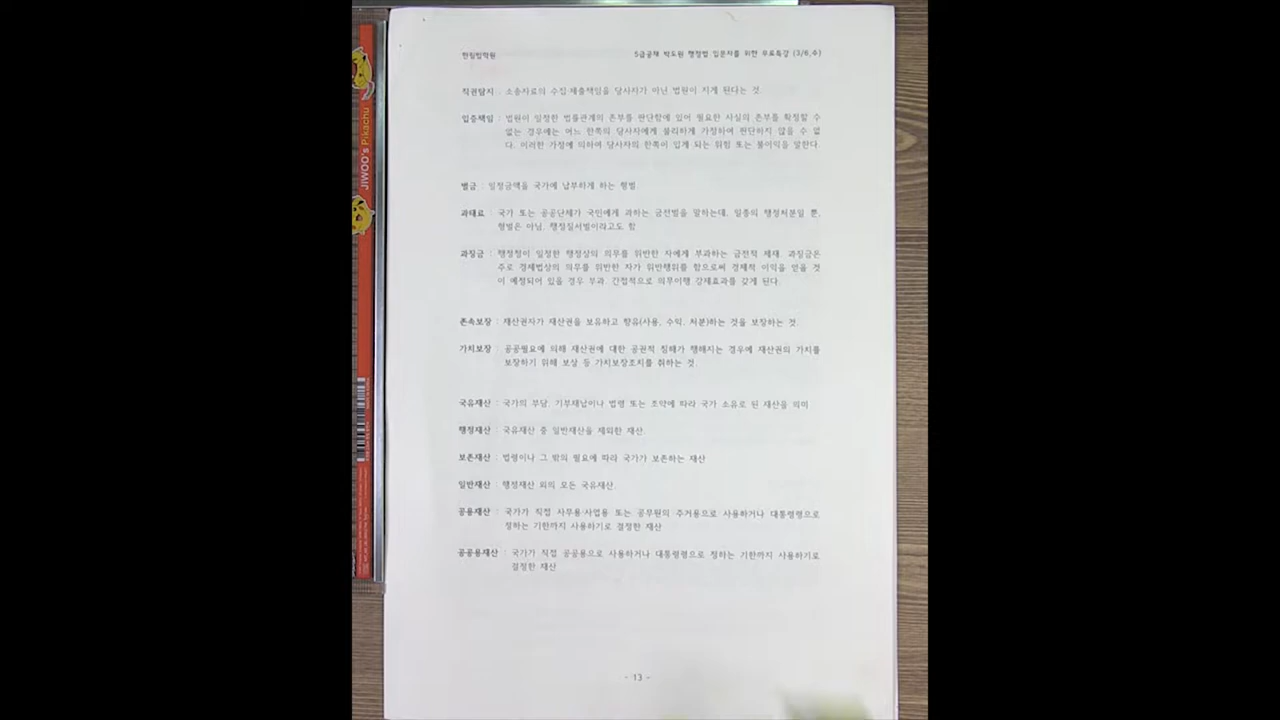 한림법학원
5급공채 박도원 행정법 입문자를 위한 무료특강 (3/6,수)
직권탐지 : 소송자료의 수집·제출책임을 당사자가 아닌 법원이 지게 된다는 것.
입증책임 : 법원이 일정한 법률관계의 존부를 판단함에 있어 필요한 사실의 존부를 확정할 수
없는 경우에는 어느 한쪽의 당사자에게 불리하게 가정하여 판단하지 않을 수 없
다. 이러한 가정에 의하여 당사자의 한쪽이 입게 되는 위험 또는 불이익을 말한다.
벌금 : 일정금액을 국가에 납부하게 하는 형벌
과태료 : 국가 또는 공공단체가 국민에게 과하는 금전벌을 말하는데, 일종의 행정처분일 뿐,
형벌은 아님. 행정질서벌이라고도 함
과징금 : 행정청이 일정한 행정상의 의무를 위반한 자에게 부과하는 금전적 제재. 과징금은
주로 경제법상의 의무를 위반한 자가 위반행위를 함으로써 경제적 이익을 얻을 것
이 예정되어 있을 경우 부과. 간접적으로 의무이행 강제효과를 갖게 된다.
존속보장 : 재산권자가 재산권을 보유하고 향유(사용, 수익, 처분)하는 것을 보장하는 것.
가치보장 : 공공필요에 의해 재산권에 대한 공권적 침해가 행해지는 경우에 재산권의 가치를
보장하기 위해 보상 등 가치보장조치를 취하는 것.
국유재산 : 국가의 부담, 기부채납이나 법령 또는 조약에 따라 국가 소유로 된 재산을 의미
행정재산 : 국유재산 중 일반재산을 제외한 재산
보존재산 : 법령이나 그 밖의 필요에 따라 국가가 보존하는 재산
일반재산 : 행정재산 외의 모든 국유재산.
공용재산 : 국가가 직접 사무용·사업용 또는 공무원의 주거용으로 사용하거나 대통령령으로
정하는 기한까지 사용하기로 결정한 재산
공공용재산 : 국가가 직접 공공용으로 사용하거나 대통령령으로 정하는 기한까지 사용하기로
결정한 재산
- 13 -
JIWOO's Pikachu